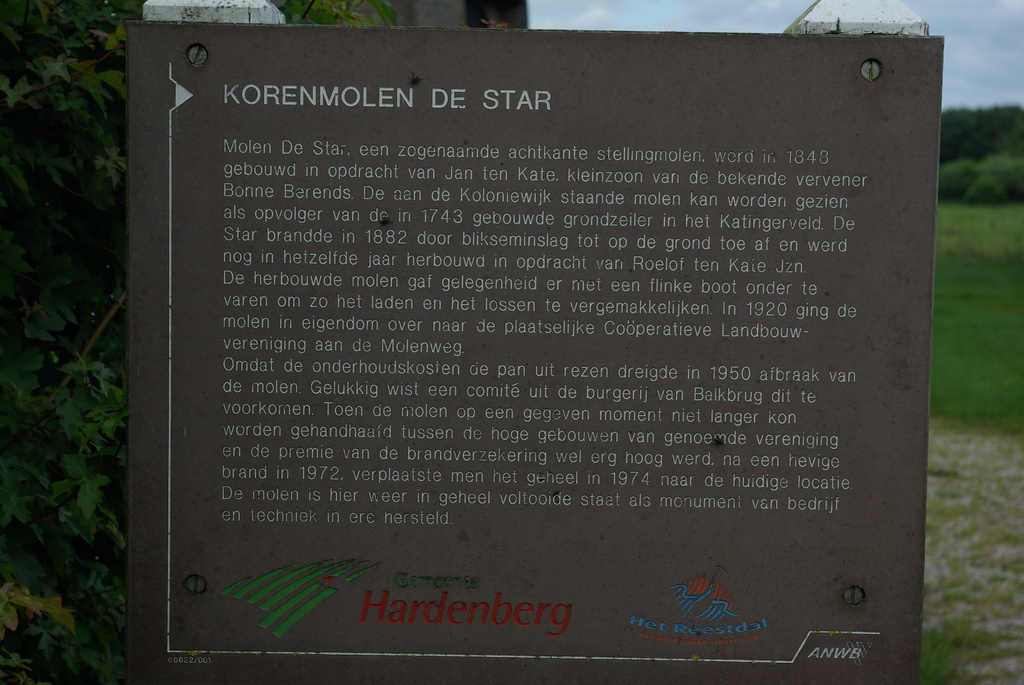 KORENMOLEN DE STAR
Molen De Star, een zogenaamde achtkante stellingmolen, werd in 1848
gebouwd in opdracht van Jan ten Kate, kleinzoon van de bekende vervener
Bonne Berends. De aan de Koloniewijk staande molen kan worden gezien
als opvolger van de in 1743 gebouwde grondzeiler in het Katingerveld. De
Star brandde in 1882 door blikseminslag tot op de grond toe af en werd
nog in hetzelfde jaar herbouwd in opdracht van Roelof ten Kate Jzn.
De herbouwde molen gaf gelegenheid er met een flinke boot onder te
varen om zo het laden en het lossen te vergemakkelijken. In 1920 ging de
molen in eigendom over naar de plaatselijke Coöperatieve Landbouw-
vereniging aan de Molenweg.
Omdat de onderhoudskosten de pan uit rezen dreigde in 1950 afbraak van
de molen. Gelukkig wist een comité uit de burgerij van Balkbrug dit te
voorkomen. Toen de molen op een gegeven moment niet langer kon
worden gehandhaafd tussen de hoge gebouwen van genoemde vereniging
en de premie van de brandverzekering wel erg hoog werd, na een hevige
brand in 1972, verplaatste men het geheel in 1974 naar de huidige locatie.
De molen is hier weer in geheel voltooide staat als monument van bedrijf
en techniek in ere hersteld.
Gemeente
Hardenberg
Het Reestdal
66622/001
ANWB